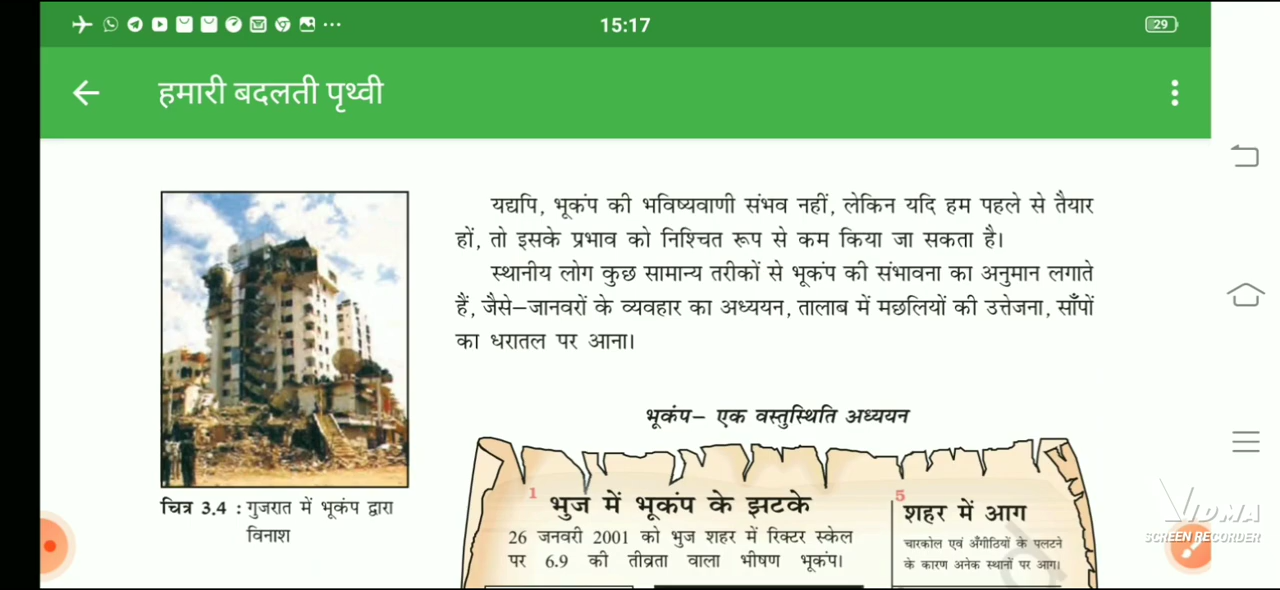 15:17
29
हमारी बदलती पृथ्वी
यद्यपि, भूकंप की भविष्यवाणी संभव नहीं, लेकिन यदि हम पहले से तैयार
हों, तो इसके प्रभाव को निश्चित रूप से कम किया जा सकता है।
स्थानीय लोग कुछ सामान्य तरीकों से भूकंप की संभावना का अनुमान लगाते
हैं, जैसे–जानवरों के व्यवहार का अध्ययन, तालाब में मछलियों की उत्तेजना, साँपों
का धरातल पर आना।
चित्र 3.4 : गुजरात में भूकंप द्वारा
विनाश
भूकंप– एक वस्तुस्थिति अध्ययन
1 भुज में भूकंप के झटके
26 जनवरी 2001 को भुज शहर में रिक्टर स्केल
पर 6.9 की तीव्रता वाला भीषण भूकंप।
5 शहर में आग
चारकोल एवं अँगीठियों के पलटने
के कारण अनेक स्थानों पर आग।
VIDMA
SCREEN RECORDER